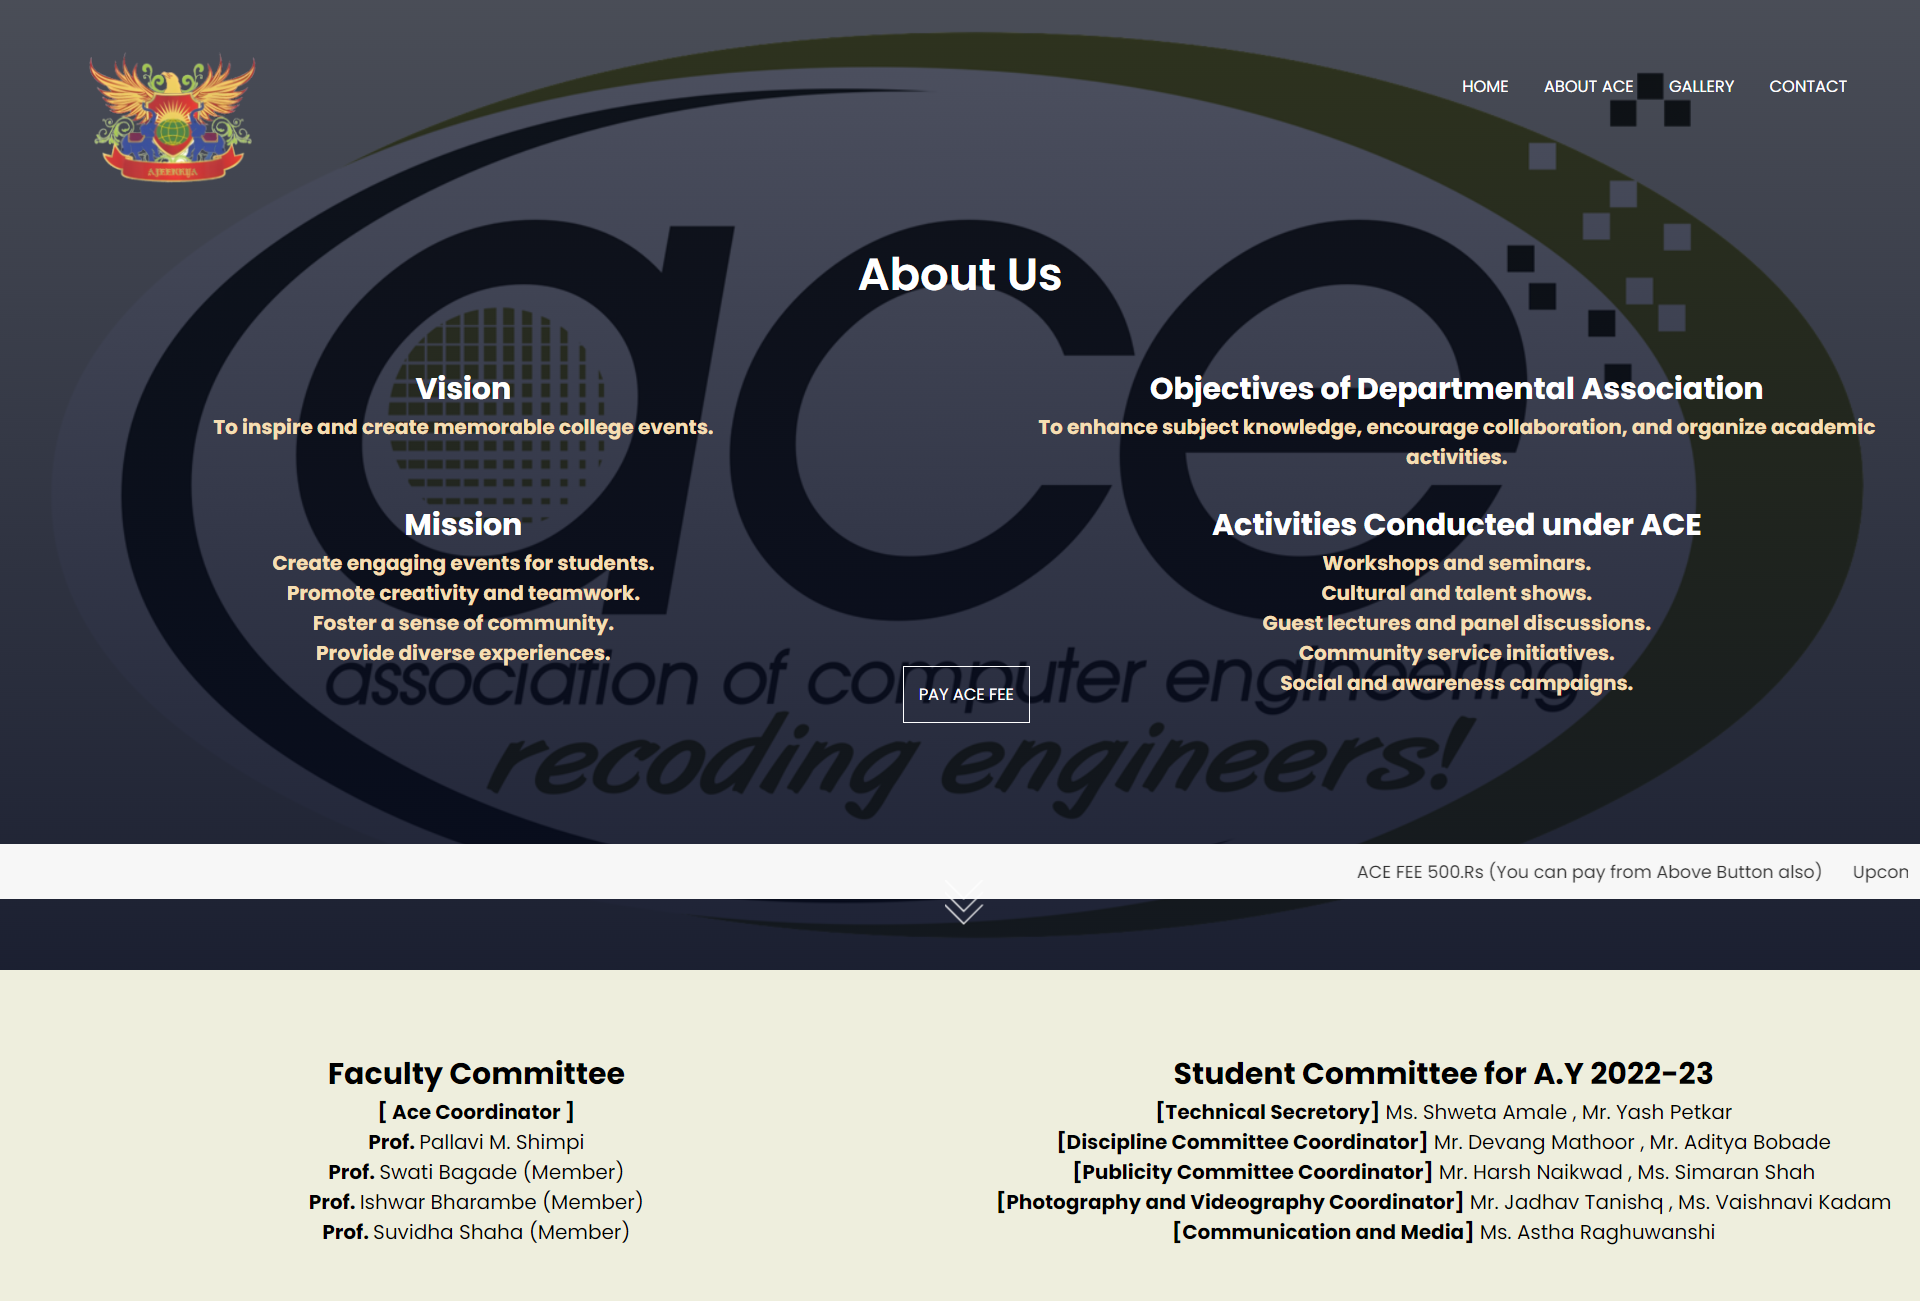 HOME ABOUT ACE GALLERY CONTACT
AJEENKYA
ace
About Us
Vision
To inspire and create memorable college events.
Mission
Create engaging events for students.
Promote creativity and teamwork.
Foster a sense of community.
Provide diverse experiences.
Objectives of Departmental Association
To enhance subject knowledge, encourage collaboration, and organize academic
activities.
Activities Conducted under ACE
Workshops and seminars.
Cultural and talent shows.
Guest lectures and panel discussions.
Community service initiatives.
Social and awareness campaigns.
association of computer engineering
PAY ACE FEE
recoding engineers!
ACE FEE 500.Rs (You can pay from Above Button also) Upcon
Faculty Committee
[ Ace Coordinator ]
Prof. Pallavi M. Shimpi
Prof. Swati Bagade (Member)
Prof. Ishwar Bharambe (Member)
Prof. Suvidha Shaha (Member)
Student Committee for A.Y 2022-23
[Technical Secretory] Ms. Shweta Amale , Mr. Yash Petkar
[Discipline Committee Coordinator] Mr. Devang Mathoor , Mr. Aditya Bobade
[Publicity Committee Coordinator] Mr. Harsh Naikwad , Ms. Simaran Shah
[Photography and Videography Coordinator] Mr. Jadhav Tanishq , Ms. Vaishnavi Kadam
[Communication and Media] Ms. Astha Raghuwanshi